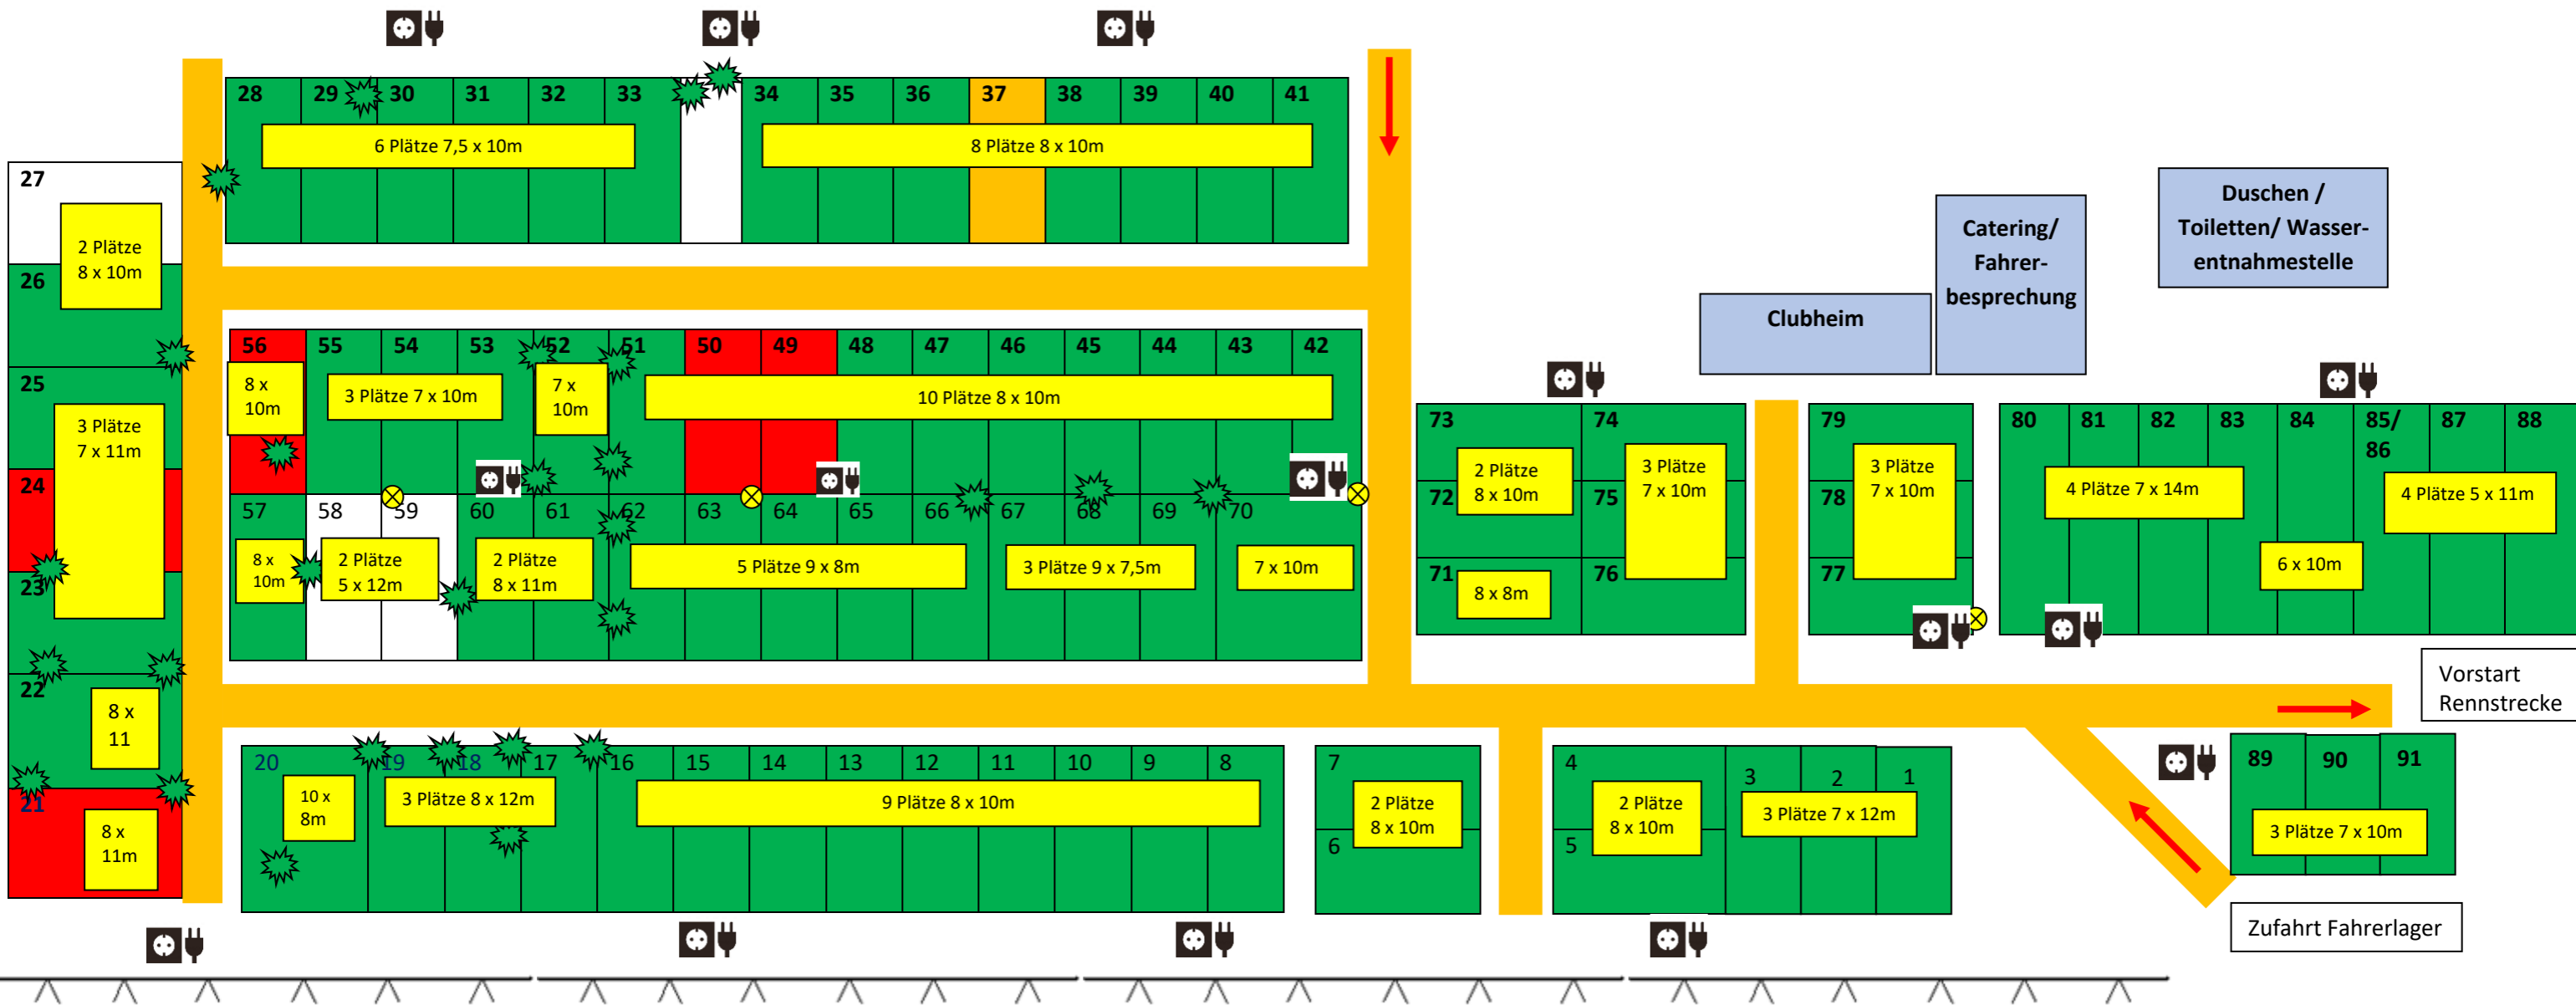 28 29 30 31 32 33 34 35 36 37 38 39 40 41
6 Plätze 7,5 x 10m
8 Plätze 8 x 10m
27
2 Plätze
8 x 10m
26
25
3 Plätze
7 x 11m
24
23
22
8 x
11
21
8 x
11m
56 55 54 53 52 51 50 49 48 47 46 45 44 43 42
8 x
10m
3 Plätze 7 x 10m
7 x
10m
10 Plätze 8 x 10m
57 58 59 60 61 62 63 64 65 66 67 68 69 70
8 x
10m
2 Plätze
5 x 12m
2 Plätze
8 x 11m
5 Plätze 9 x 8m
3 Plätze 9 x 7,5m
7 x 10m
Clubheim
Catering/
Fahrer-
besprechung
Duschen /
Toiletten/ Wasser-
entnahmestelle
73 74
2 Plätze
8 x 10m
3 Plätze
7 x 10m
72 75
71 76
8 x 8m
79
3 Plätze
7 x 10m
78
77
80 81 82 83 84 85/
86
87 88
4 Plätze 7 x 14m
4 Plätze 5 x 11m
6 x 10m
Vorstart
Rennstrecke
20 19 18 17 16 15 14 13 12 11 10 9 8
10 x
8m
3 Plätze 8 x 12m
9 Plätze 8 x 10m
7
2 Plätze
8 x 10m
6
4 3 2 1
2 Plätze
8 x 10m
3 Plätze 7 x 12m
5
89 90 91
3 Plätze 7 x 10m
Zufahrt Fahrerlager